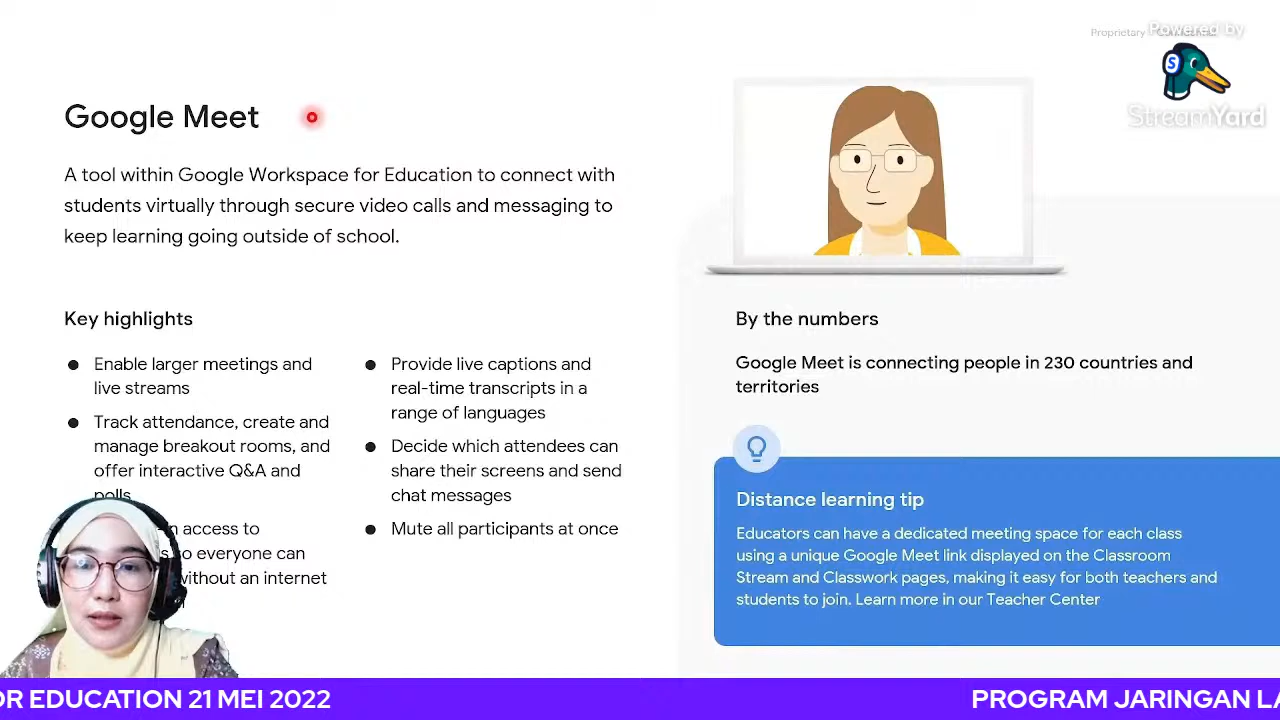 Proprietary
Powered by
StreamYard
Google Meet
A tool within Google Workspace for Education to connect with
students virtually through secure video calls and messaging to
keep learning going outside of school.
Key highlights
Enable larger meetings and
live streams
Track attendance, create and
manage breakout rooms, and
offer interactive Q&A and
polls
access to
so everyone can
without an internet
Provide live captions and
real-time transcripts in a
range of languages
Decide which attendees can
share their screens and send
chat messages
Mute all participants at once
By the numbers
Google Meet is connecting people in 230 countries and
territories
Distance learning tip
Educators can have a dedicated meeting space for each class
using a unique Google Meet link displayed on the Classroom
Stream and Classwork pages, making it easy for both teachers and
students to join. Learn more in our Teacher Center
OR EDUCATION 21 MEI 2022
PROGRAM JARINGAN LA